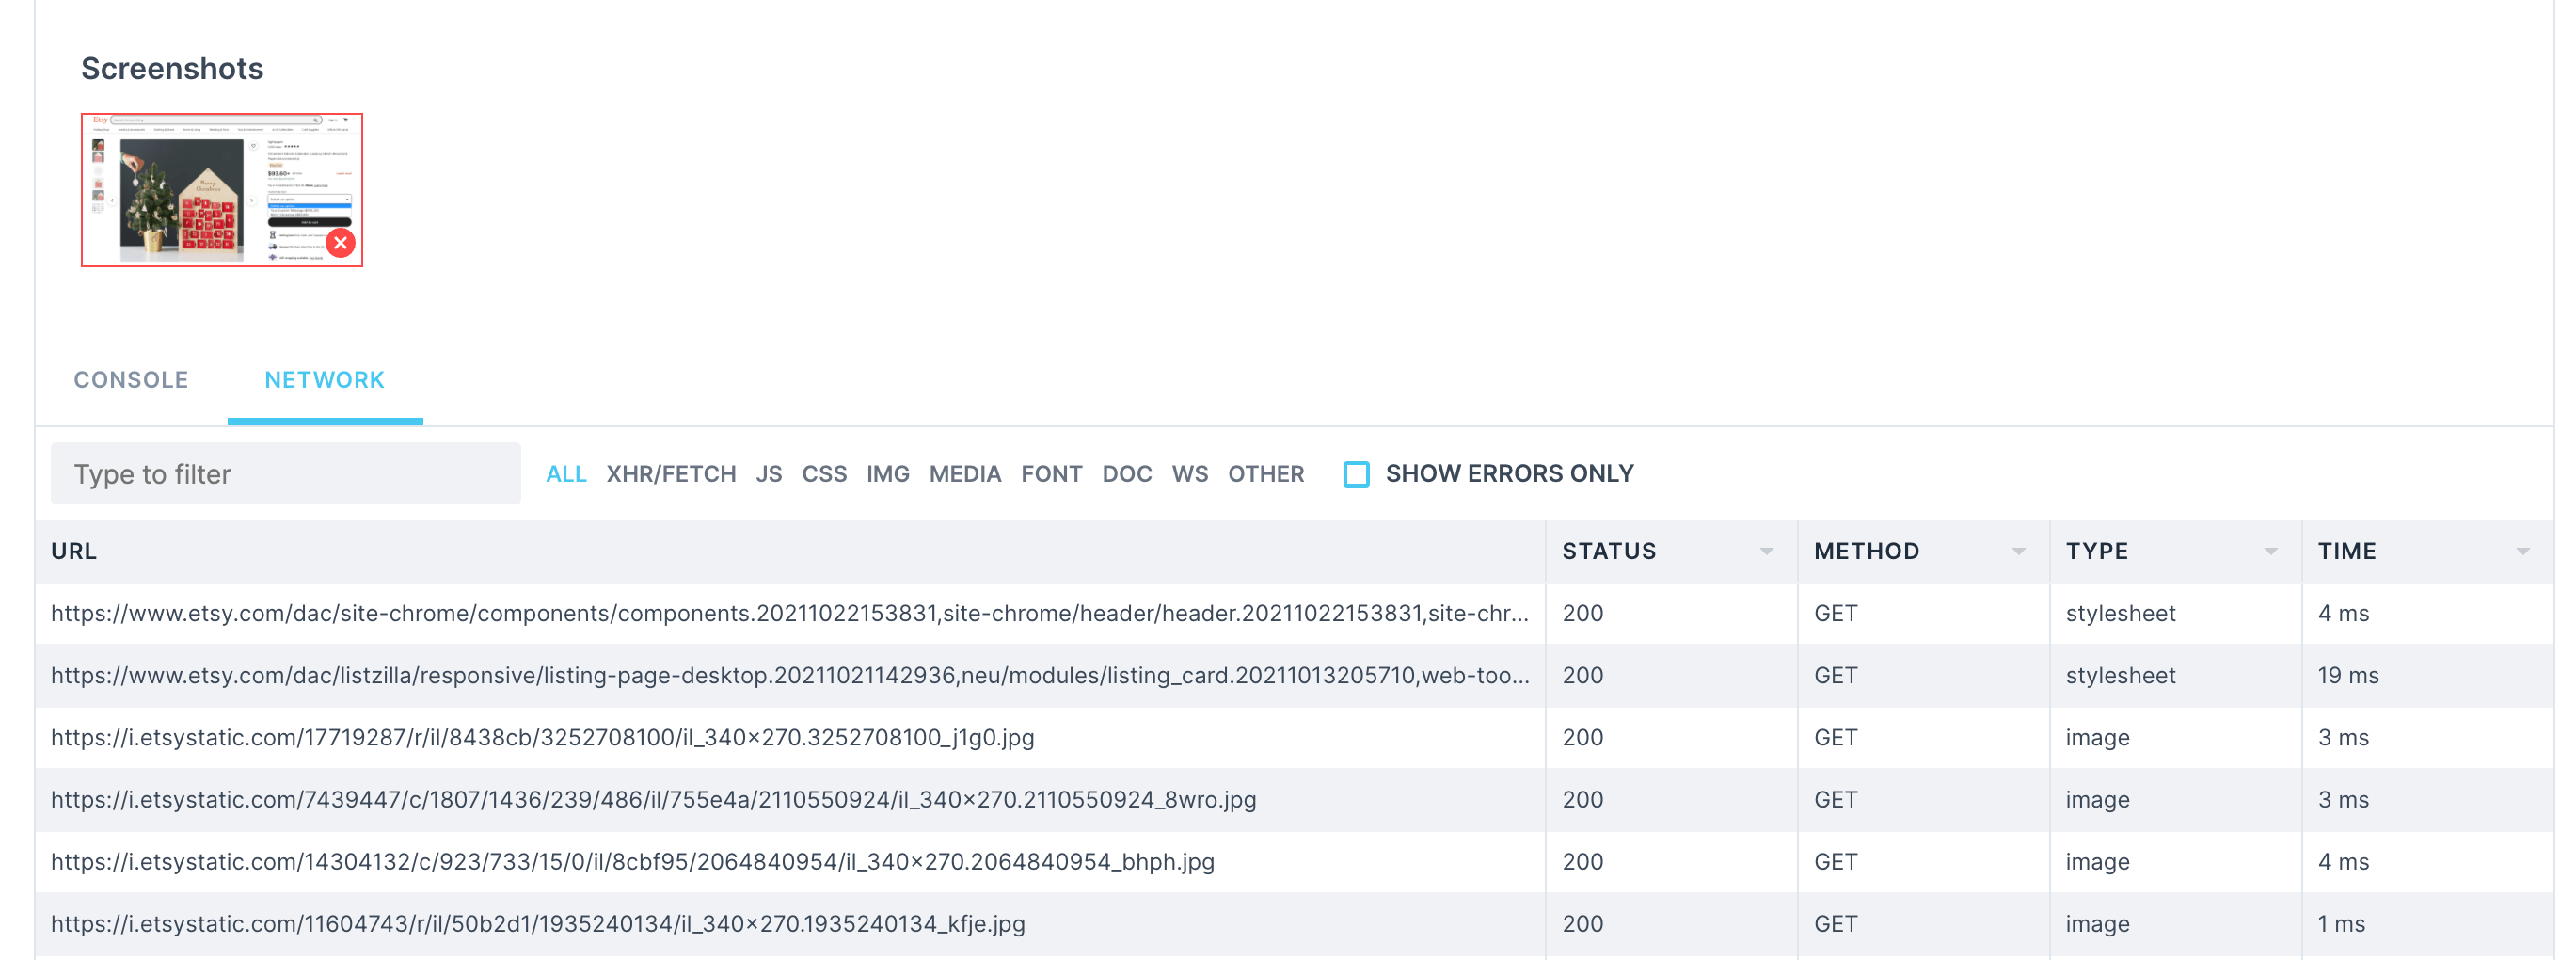 Screenshots
Etsy
Merry
Christmas
$93.60+
CONSOLE NETWORK
Type to filter ALL XHR/FETCH JS CSS IMG MEDIA FONT DOC WS OTHER SHOW ERRORS ONLY
URL STATUS METHOD TYPE TIME
https://www.etsy.com/dac/site-chrome/components/components.20211022153831,site-chrome/header/header.20211022153831,site-chr... 200 GET stylesheet 4 ms
https://www.etsy.com/dac/listzilla/responsive/listing-page-desktop.20211021142936,neu/modules/listing_card.20211013205710,web-too... 200 GET stylesheet 19 ms
https://i.etsystatic.com/17719287/r/il/8438cb/3252708100/il_340×270.3252708100_j1g0.jpg 200 GET image 3 ms
https://i.etsystatic.com/7439447/c/1807/1436/239/486/il/755e4a/2110550924/il_340×270.2110550924_8wro.jpg 200 GET image 3 ms
https://i.etsystatic.com/14304132/c/923/733/15/0/il/8cbf95/2064840954/il_340×270.2064840954_bhph.jpg 200 GET image 4 ms
https://i.etsystatic.com/11604743/r/il/50b2d1/1935240134/il_340×270.1935240134_kfje.jpg 200 GET image 1 ms